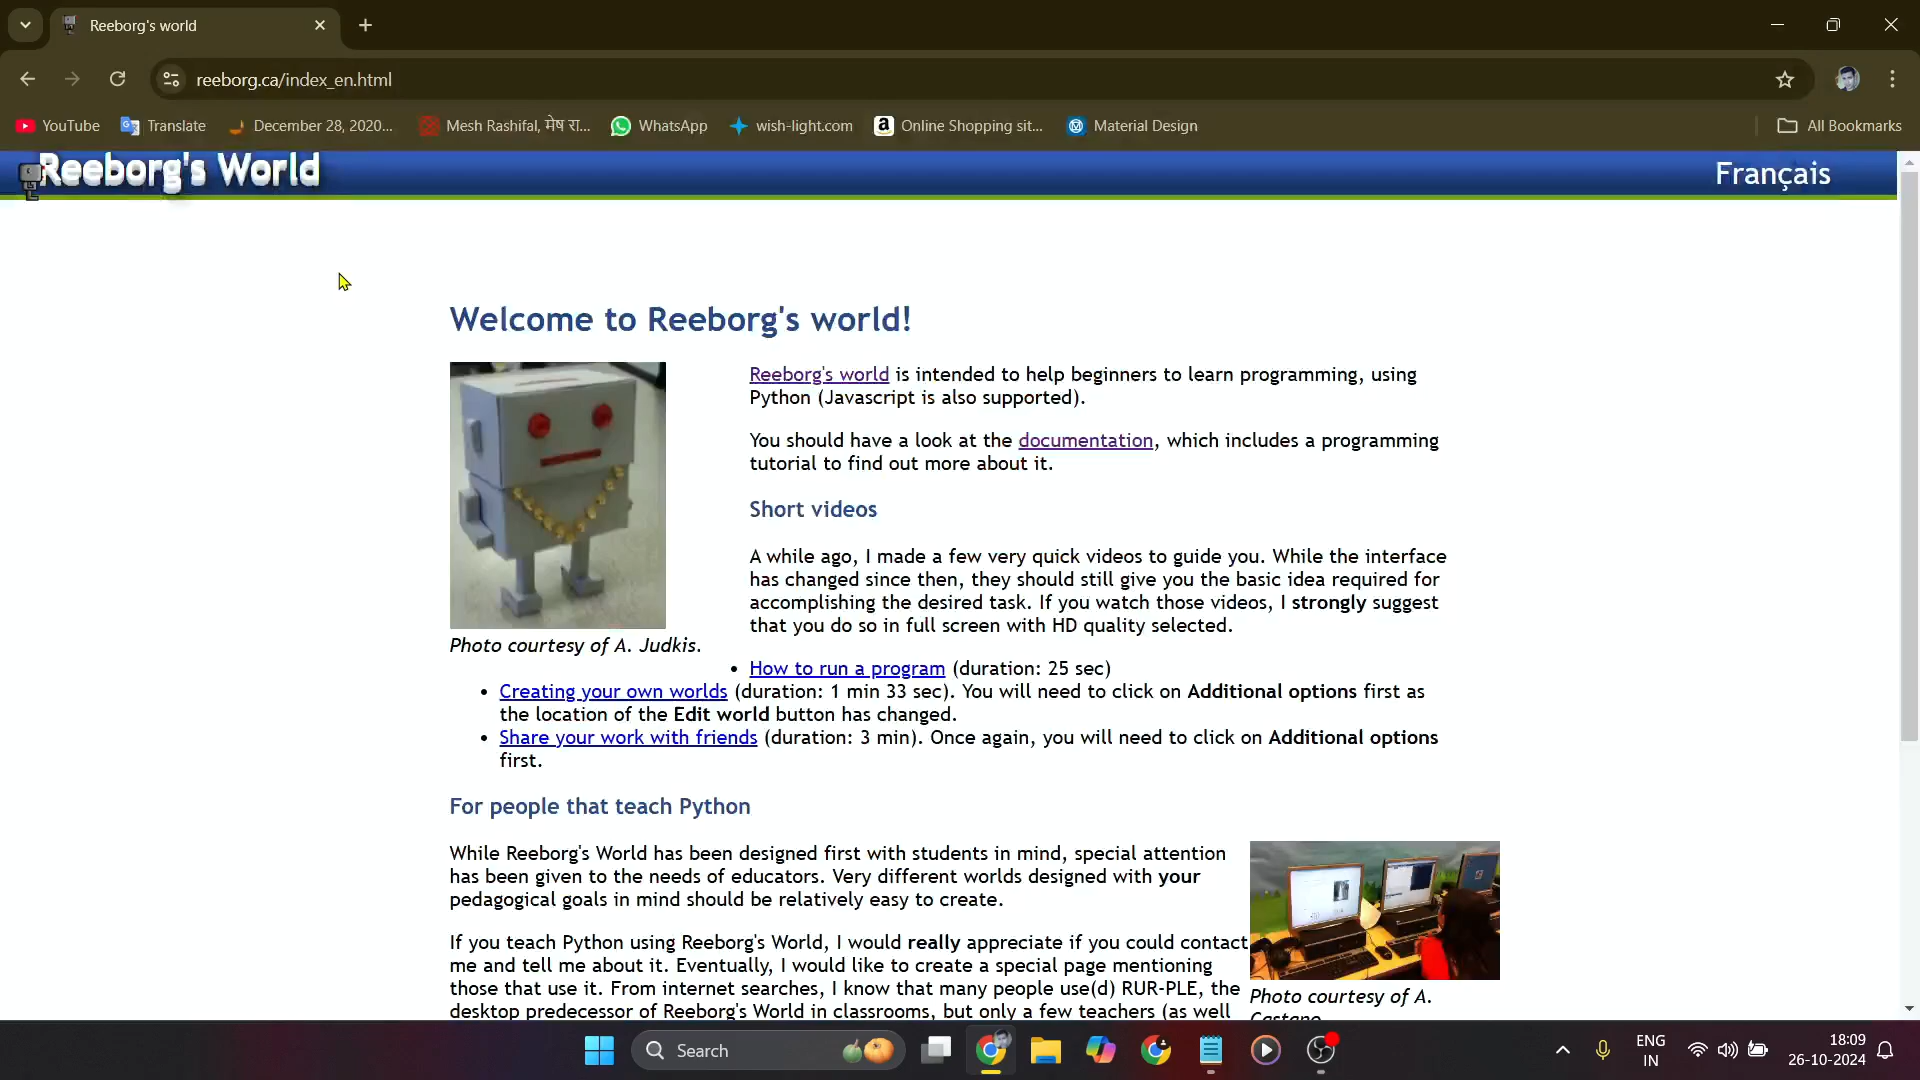 Reeborg's world
reeborg.ca/index_en.html
YouTube
Translate
December 28, 2020...
Mesh Rashifal, मेष रा...
WhatsApp
wish-light.com
Online Shopping sit...
Material Design
All Bookmarks
Reeborg's World
Français
Welcome to Reeborg's world!
Reeborg's world is intended to help beginners to learn programming, using
Python (Javascript is also supported).
You should have a look at the documentation, which includes a programming
tutorial to find out more about it.
Short videos
A while ago, I made a few very quick videos to guide you. While the interface
has changed since then, they should still give you the basic idea required for
accomplishing the desired task. If you watch those videos, I strongly suggest
that you do so in full screen with HD quality selected.
Photo courtesy of A. Judkis.
• How to run a program (duration: 25 sec)
• Creating your own worlds (duration: 1 min 33 sec). You will need to click on Additional options first as
the location of the Edit world button has changed.
• Share your work with friends (duration: 3 min). Once again, you will need to click on Additional options
first.
For people that teach Python
While Reeborg's World has been designed first with students in mind, special attention
has been given to the needs of educators. Very different worlds designed with your
pedagogical goals in mind should be relatively easy to create.
If you teach Python using Reeborg's World, I would really appreciate if you could contact
me and tell me about it. Eventually, I would like to create a special page mentioning
those that use it. From internet searches, I know that many people use(d) RUR-PLE, the
desktop predecessor of Reeborg's World in classrooms, but only a few teachers (as well
Photo courtesy of A.
Castano.
Search
ENG
IN
18:09
26-10-2024